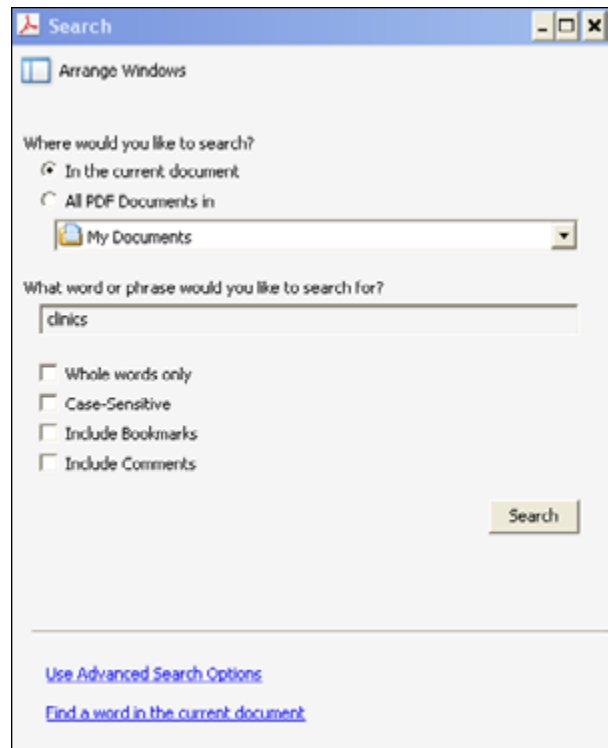 Search
Arrange Windows
Where would you like to search?
In the current document
All PDF Documents in
My Documents
What word or phrase would you like to search for?
clinics
Whole words only
Case-Sensitive
Include Bookmarks
Include Comments
Search
Use Advanced Search Options
Find a word in the current document